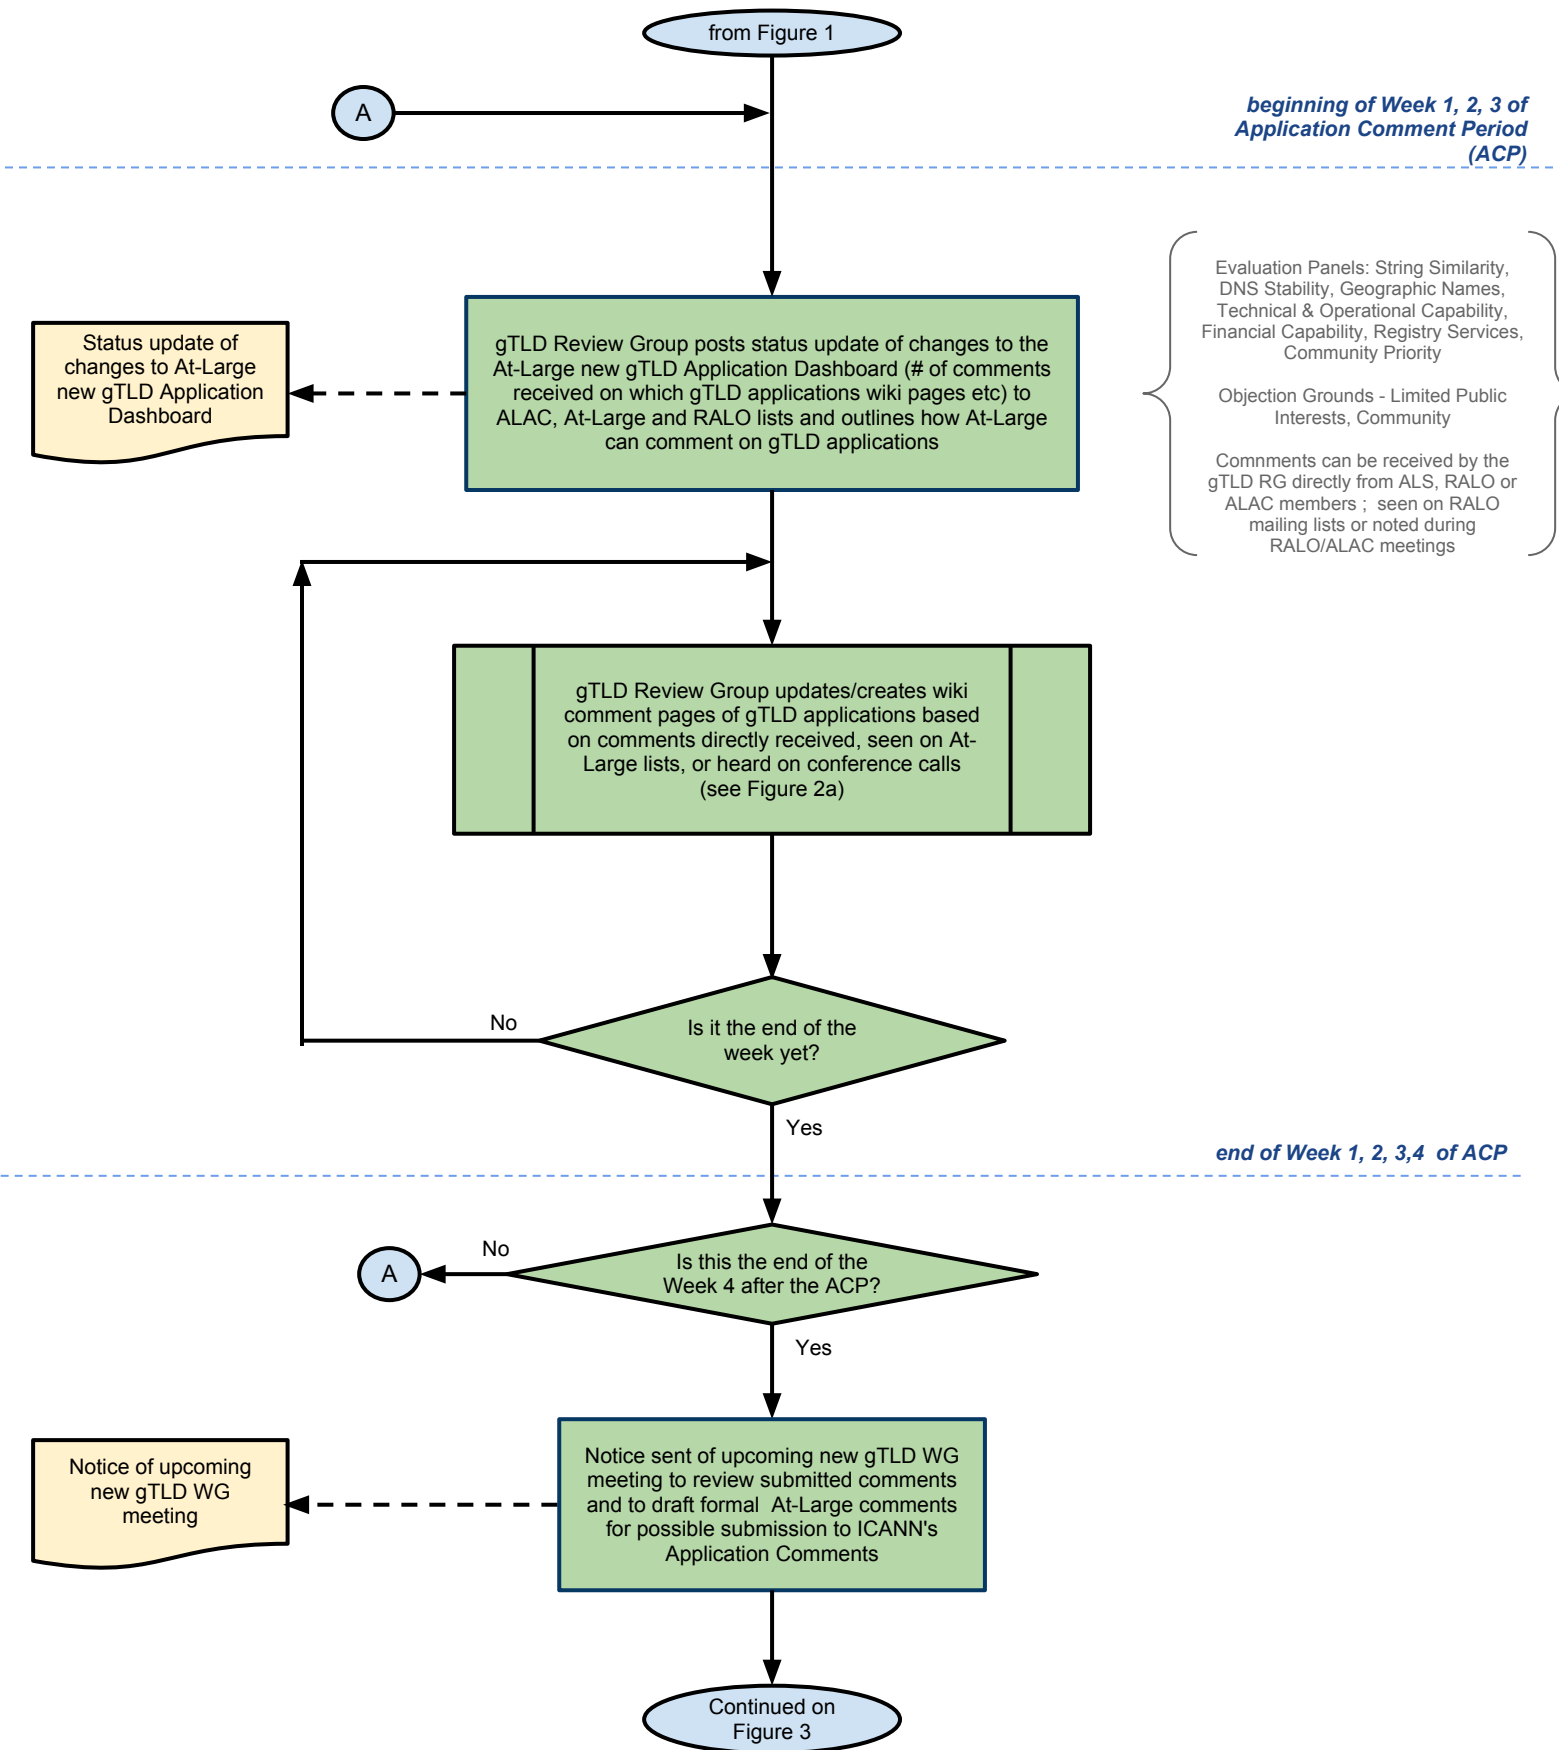 from Figure 1
A
beginning of Week 1, 2, 3 of
Application Comment Period
(ACP)
Evaluation Panels: String Similarity,
DNS Stability, Geographic Names,
Technical & Operational Capability,
Financial Capability, Registry Services,
Community Priority
Objection Grounds - Limited Public
Interests, Community
Comnments can be received by the
gTLD RG directly from ALS, RALO or
ALAC members ;  seen on RALO
mailing lists or noted during
RALO/ALAC meetings
Status update of
changes to At-Large
new gTLD Application
Dashboard
gTLD Review Group posts status update of changes to the
At-Large new gTLD Application Dashboard (# of comments
received on which gTLD applications wiki pages etc) to
ALAC, At-Large and RALO lists and outlines how At-Large
can comment on gTLD applications
gTLD Review Group updates/creates wiki
comment pages of gTLD applications based
on comments directly received, seen on At-
Large lists, or heard on conference calls
(see Figure 2a)
No
Is it the end of the
week yet?
Yes
end of Week 1, 2, 3,4  of ACP
No
A
Is this the end of the
Week 4 after the ACP?
Yes
Notice of upcoming
new gTLD WG
meeting
Notice sent of upcoming new gTLD WG
meeting to review submitted comments
and to draft formal  At-Large comments
for possible submission to ICANN's
Application Comments
Continued on
Figure 3